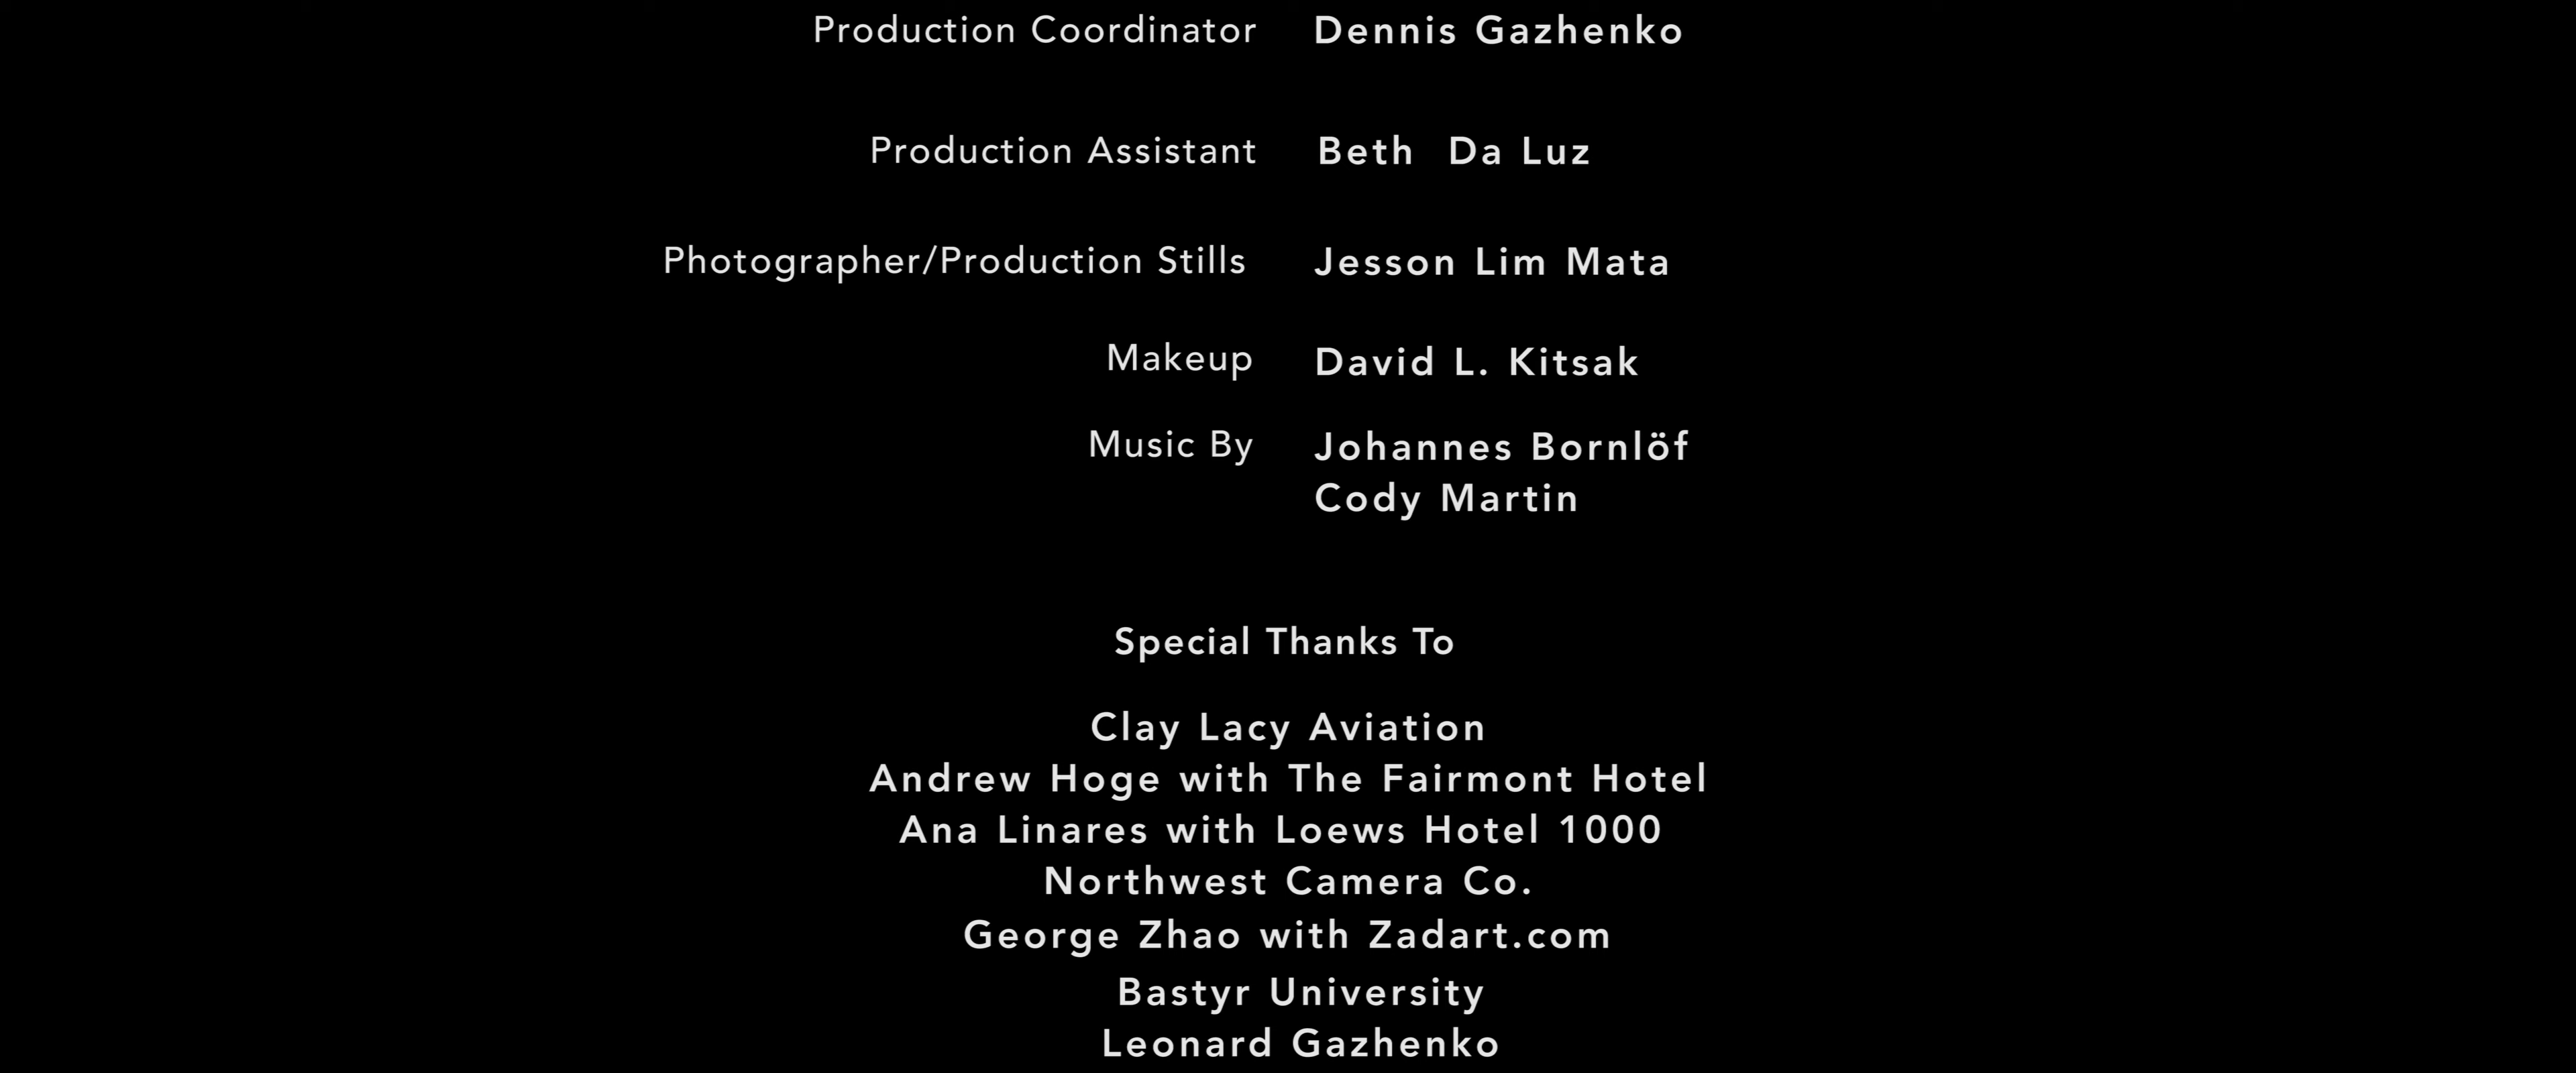 Production Coordinator Dennis Gazhenko
Production Assistant Beth Da Luz
Photographer/Production Stills Jesson Lim Mata
Makeup David L. Kitsak
Music By Johannes Bornlöf
Cody Martin
Special Thanks To
Clay Lacy Aviation
Andrew Hoge with The Fairmont Hotel
Ana Linares with Loews Hotel 1000
Northwest Camera Co.
George Zhao with Zadart.com
Bastyr University
Leonard Gazhenko